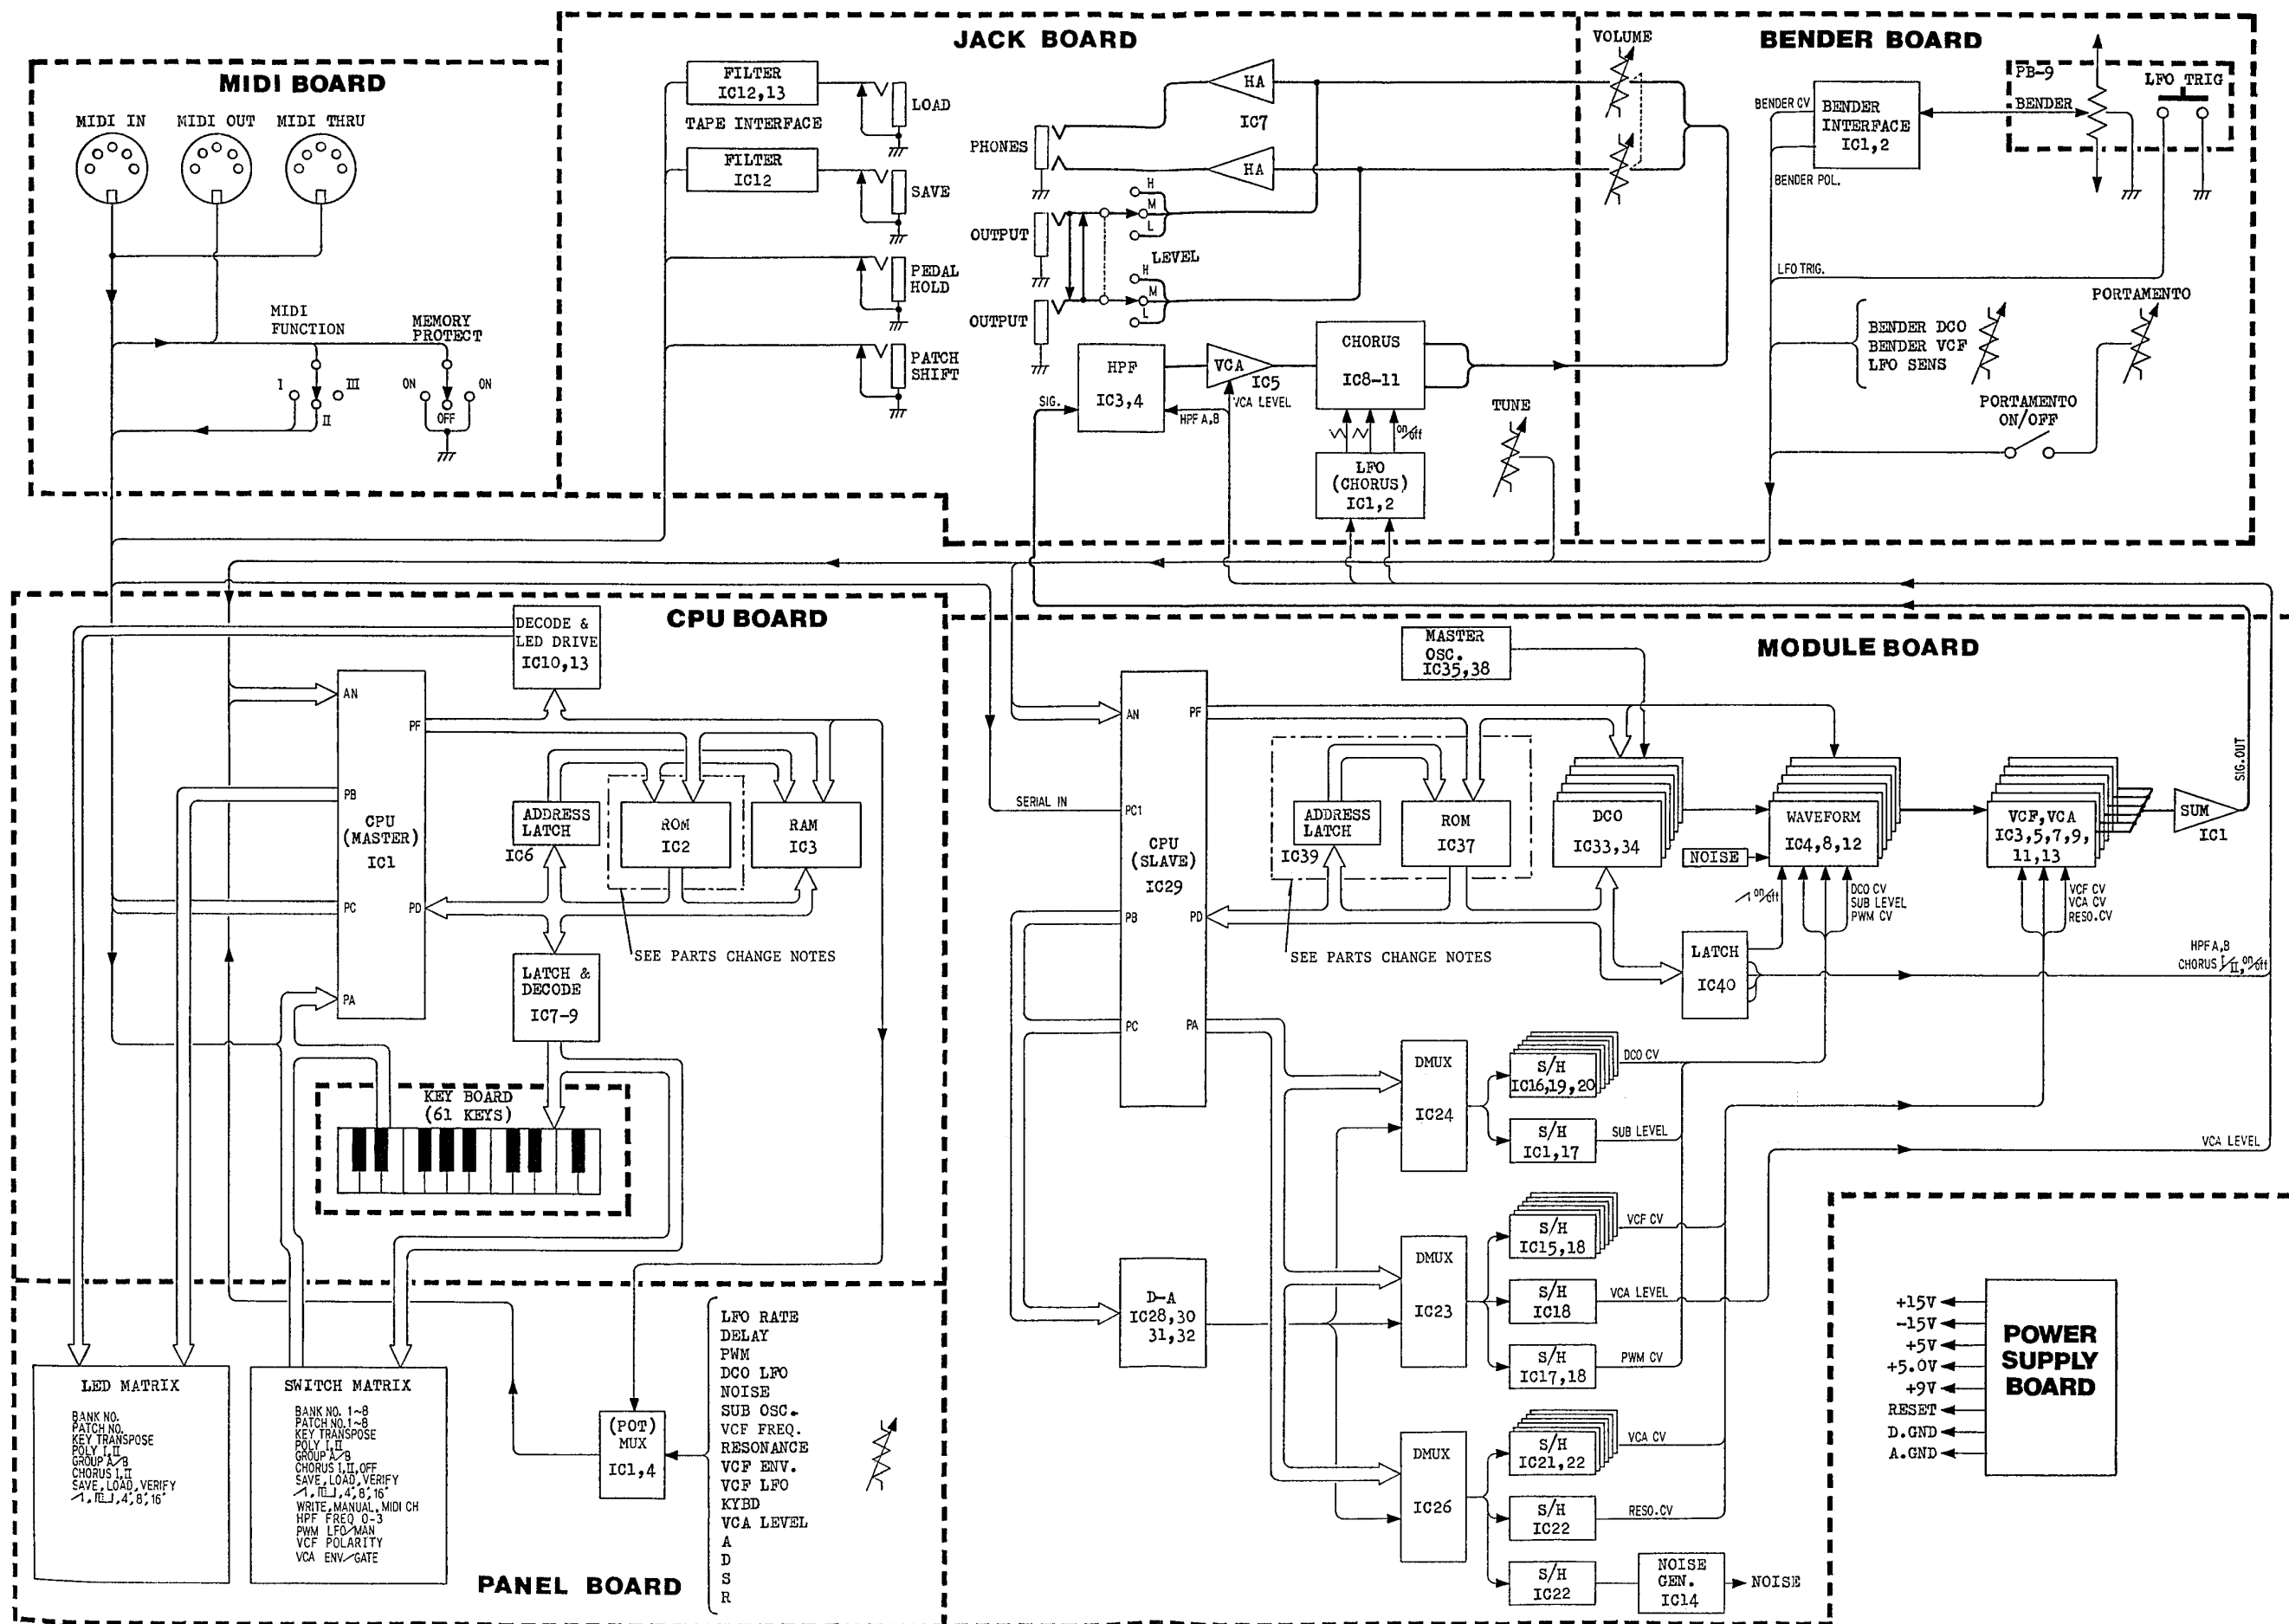 MIDI BOARD
MIDI IN
MIDI OUT
MIDI THRU
MIDI
FUNCTION
I
II
III
MEMORY
PROTECT
ON
OFF
ON
JACK BOARD
FILTER
IC12,13
TAPE INTERFACE
FILTER
IC12
LOAD
SAVE
PEDAL
HOLD
PATCH
SHIFT
PHONES
HA
IC7
HA
OUTPUT
H
M
L
LEVEL
OUTPUT
H
M
L
VOLUME
HPF
IC3,4
SIG.
HPF A,B
VCA
IC5
VCA LEVEL
CHORUS
IC8-11
on/off
LFO
(CHORUS)
IC1,2
TUNE
BENDER BOARD
BENDER CV
BENDER
INTERFACE
IC1,2
BENDER POL.
PB-9
BENDER
LFO TRIG
LFO TRIG.
BENDER DCO
BENDER VCF
LFO SENS
PORTAMENTO
PORTAMENTO
ON/OFF
CPU BOARD
DECODE &
LED DRIVE
IC10,13
AN
PF
PB
CPU
(MASTER)
IC1
PC
PD
PA
ADDRESS
LATCH
IC6
ROM
IC2
RAM
IC3
SEE PARTS CHANGE NOTES
LATCH &
DECODE
IC7-9
KEY BOARD
(61 KEYS)
LED MATRIX
BANK NO.
PATCH NO.
KEY TRANSPOSE
POLY I,II
GROUP A/B
CHORUS I,II
SAVE, LOAD, VERIFY
,4',8',16'
SWITCH MATRIX
BANK NO. 1~8
PATCH NO.1~8
KEY TRANSPOSE
POLY I,II
GROUP A/B
CHORUS I,II,OFF
SAVE, LOAD, VERIFY
,4',8',16'
WRITE, MANUAL, MIDI CH
HPF FREQ 0-3
PWM LFO/MAN
VCF POLARITY
VCA ENV/GATE
PANEL BOARD
(POT)
MUX
IC1,4
LFO RATE
DELAY
PWM
DCO LFO
NOISE
SUB OSC.
VCF FREQ.
RESONANCE
VCF ENV.
VCF LFO
KYBD
VCA LEVEL
A
D
S
R
MODULE BOARD
MASTER
OSC.
IC35,38
AN
PF
SERIAL IN
PC1
CPU
(SLAVE)
IC29
PB
PD
PC
PA
ADDRESS
LATCH
IC39
ROM
IC37
SEE PARTS CHANGE NOTES
DCO
IC33,34
NOISE
WAVEFORM
IC4,8,12
VCF,VCA
IC3,5,7,9,
11,13
SUM
IC1
SIG.OUT
on/off
DCO CV
SUB LEVEL
PWM CV
VCF CV
VCA CV
RESO.CV
LATCH
IC40
HPF A,B
CHORUS I/II, on/off
DMUX
IC24
S/H
IC16,19,20
DCO CV
S/H
IC1,17
SUB LEVEL
VCA LEVEL
DMUX
IC23
S/H
IC15,18
VCF CV
S/H
IC18
VCA LEVEL
S/H
IC17,18
PWM CV
D-A
IC28,30
31,32
DMUX
IC26
S/H
IC21,22
VCA CV
S/H
IC22
RESO.CV
S/H
IC22
NOISE
GEN.
IC14
NOISE
+15V
-15V
+5V
+5.0V
+9V
RESET
D.GND
A.GND
POWER
SUPPLY
BOARD